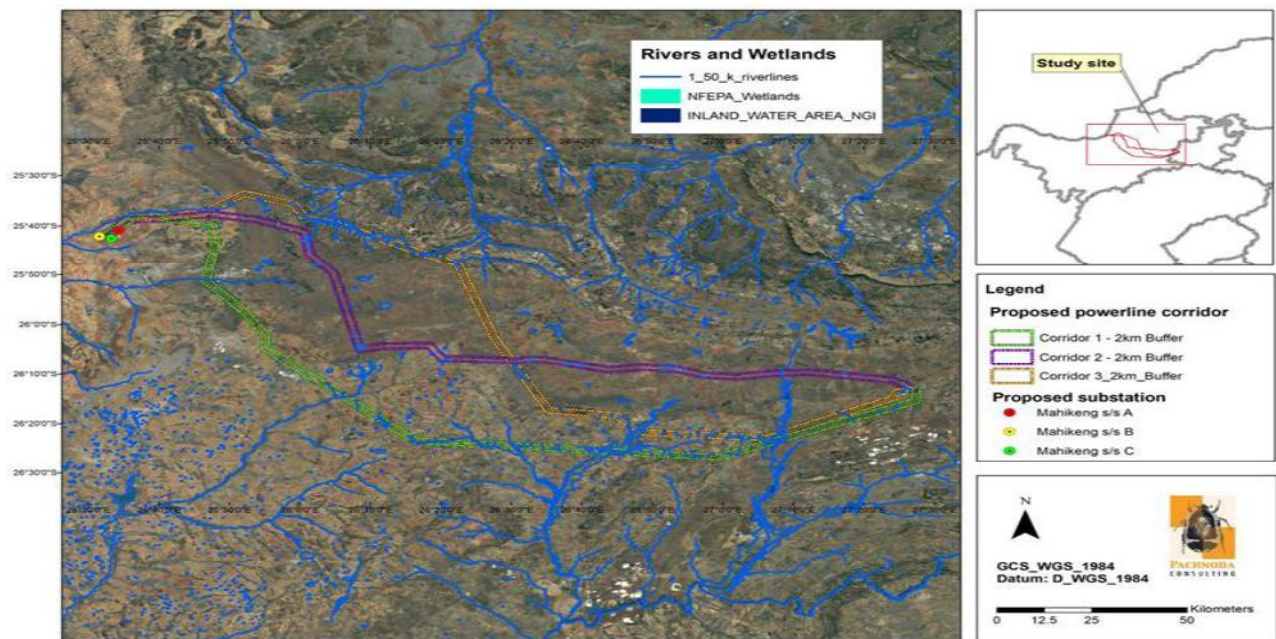 Rivers and Wetlands
1_50_k_riverlines
NFEPA_Wetlands
INLAND_WATER_AREA_NGI
Study site
25°30'0"S
25°40'0"S
25°50'0"S
26°0'0"S
26°10'0"S
26°20'0"S
26°30'0"S
Legend
Proposed powerline corridor
Corridor 1 - 2km Buffer
Corridor 2 - 2km Buffer
Corridor 3_2km_Buffer
Proposed substation
Mahikeng s/s A
Mahikeng s/s B
Mahikeng s/s C
N
GCS_WGS_1984
Datum: D_WGS_1984
PACHNODA
CONSULTING
Kilometers
0 12.5 25 50